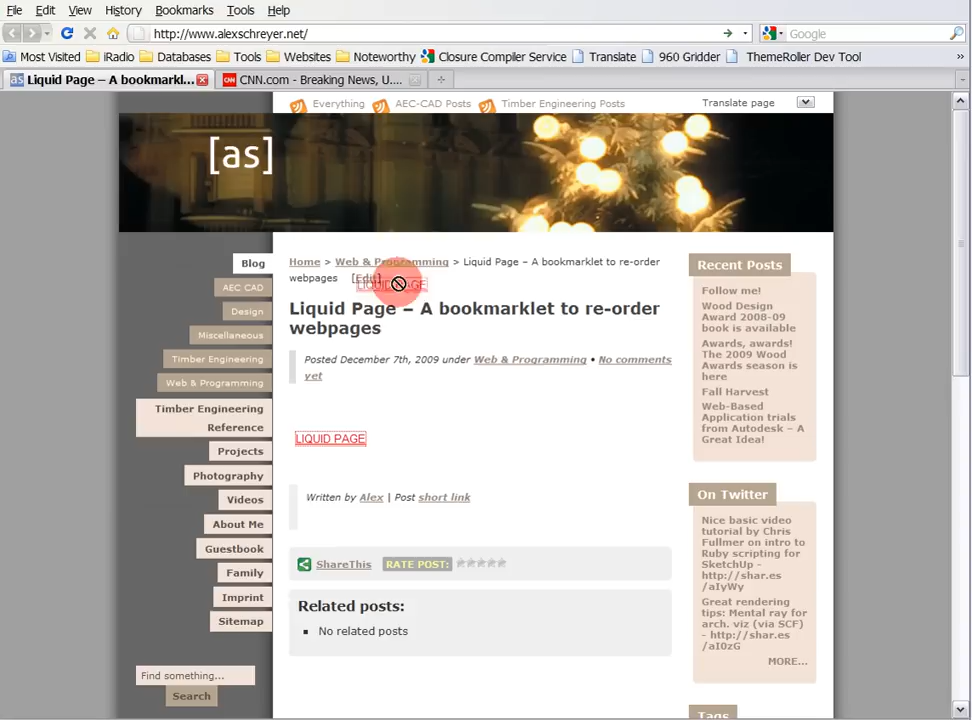 File Edit View History Bookmarks Tools Help
http://www.alexschreyer.net/
Google
Most Visited iRadio Databases Tools Websites Noteworthy Closure Compiler Service Translate 960 Gridder ThemeRoller Dev Tool »
as Liquid Page – A bookmarkl... CNN CNN.com - Breaking News, U....
Everything AEC-CAD Posts Timber Engineering Posts Translate page
[as]
Blog
AEC CAD
Design
Miscellaneous
Timber Engineering
Web & Programming
Timber Engineering
Reference
Projects
Photography
Videos
About Me
Guestbook
Family
Imprint
Sitemap
Find something...
Search
Home > Web & Programming > Liquid Page – A bookmarklet to re-order
webpages [Edit]
LIQUID PAGE
Liquid Page – A bookmarklet to re-order
webpages
Posted December 7th, 2009 under Web & Programming • No comments
yet
LIQUID PAGE
Written by Alex | Post short link
ShareThis RATE POST:
Related posts:
No related posts
Recent Posts
Follow me!
Wood Design
Award 2008-09
book is available
Awards, awards!
The 2009 Wood
Awards season is
here
Fall Harvest
Web-Based
Application trials
from Autodesk – A
Great Idea!
On Twitter
Nice basic video
tutorial by Chris
Fullmer on intro to
Ruby scripting for
SketchUp -
http://shar.es
/aIyWy
Great rendering
tips: Mental ray for
arch. viz (via SCF)
- http://shar.es
/aI0zG
MORE...
Tags